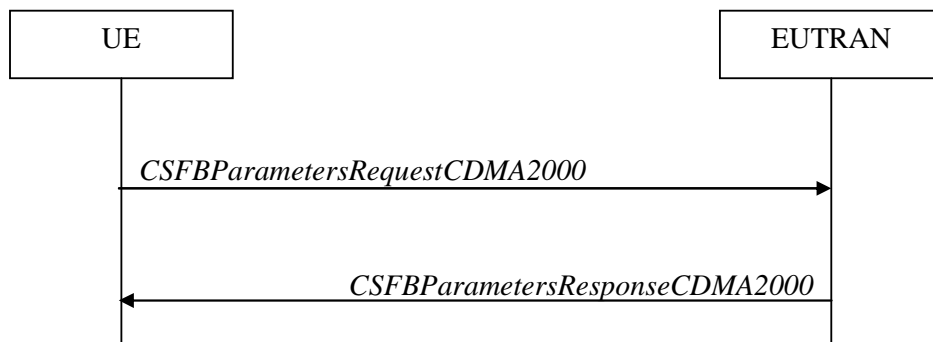 UE
EUTRAN
CSFBParametersRequestCDMA2000
CSFBParametersResponseCDMA2000